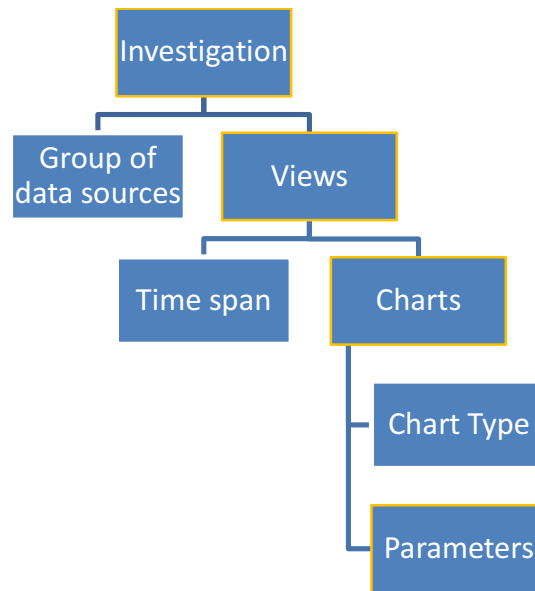 Investigation
Group of
data sources
Views
Time span
Charts
Chart Type
Parameters